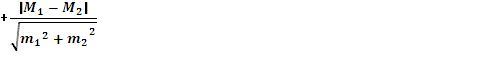 + |M₁ − M₂| / √(m₁² + m₂²)